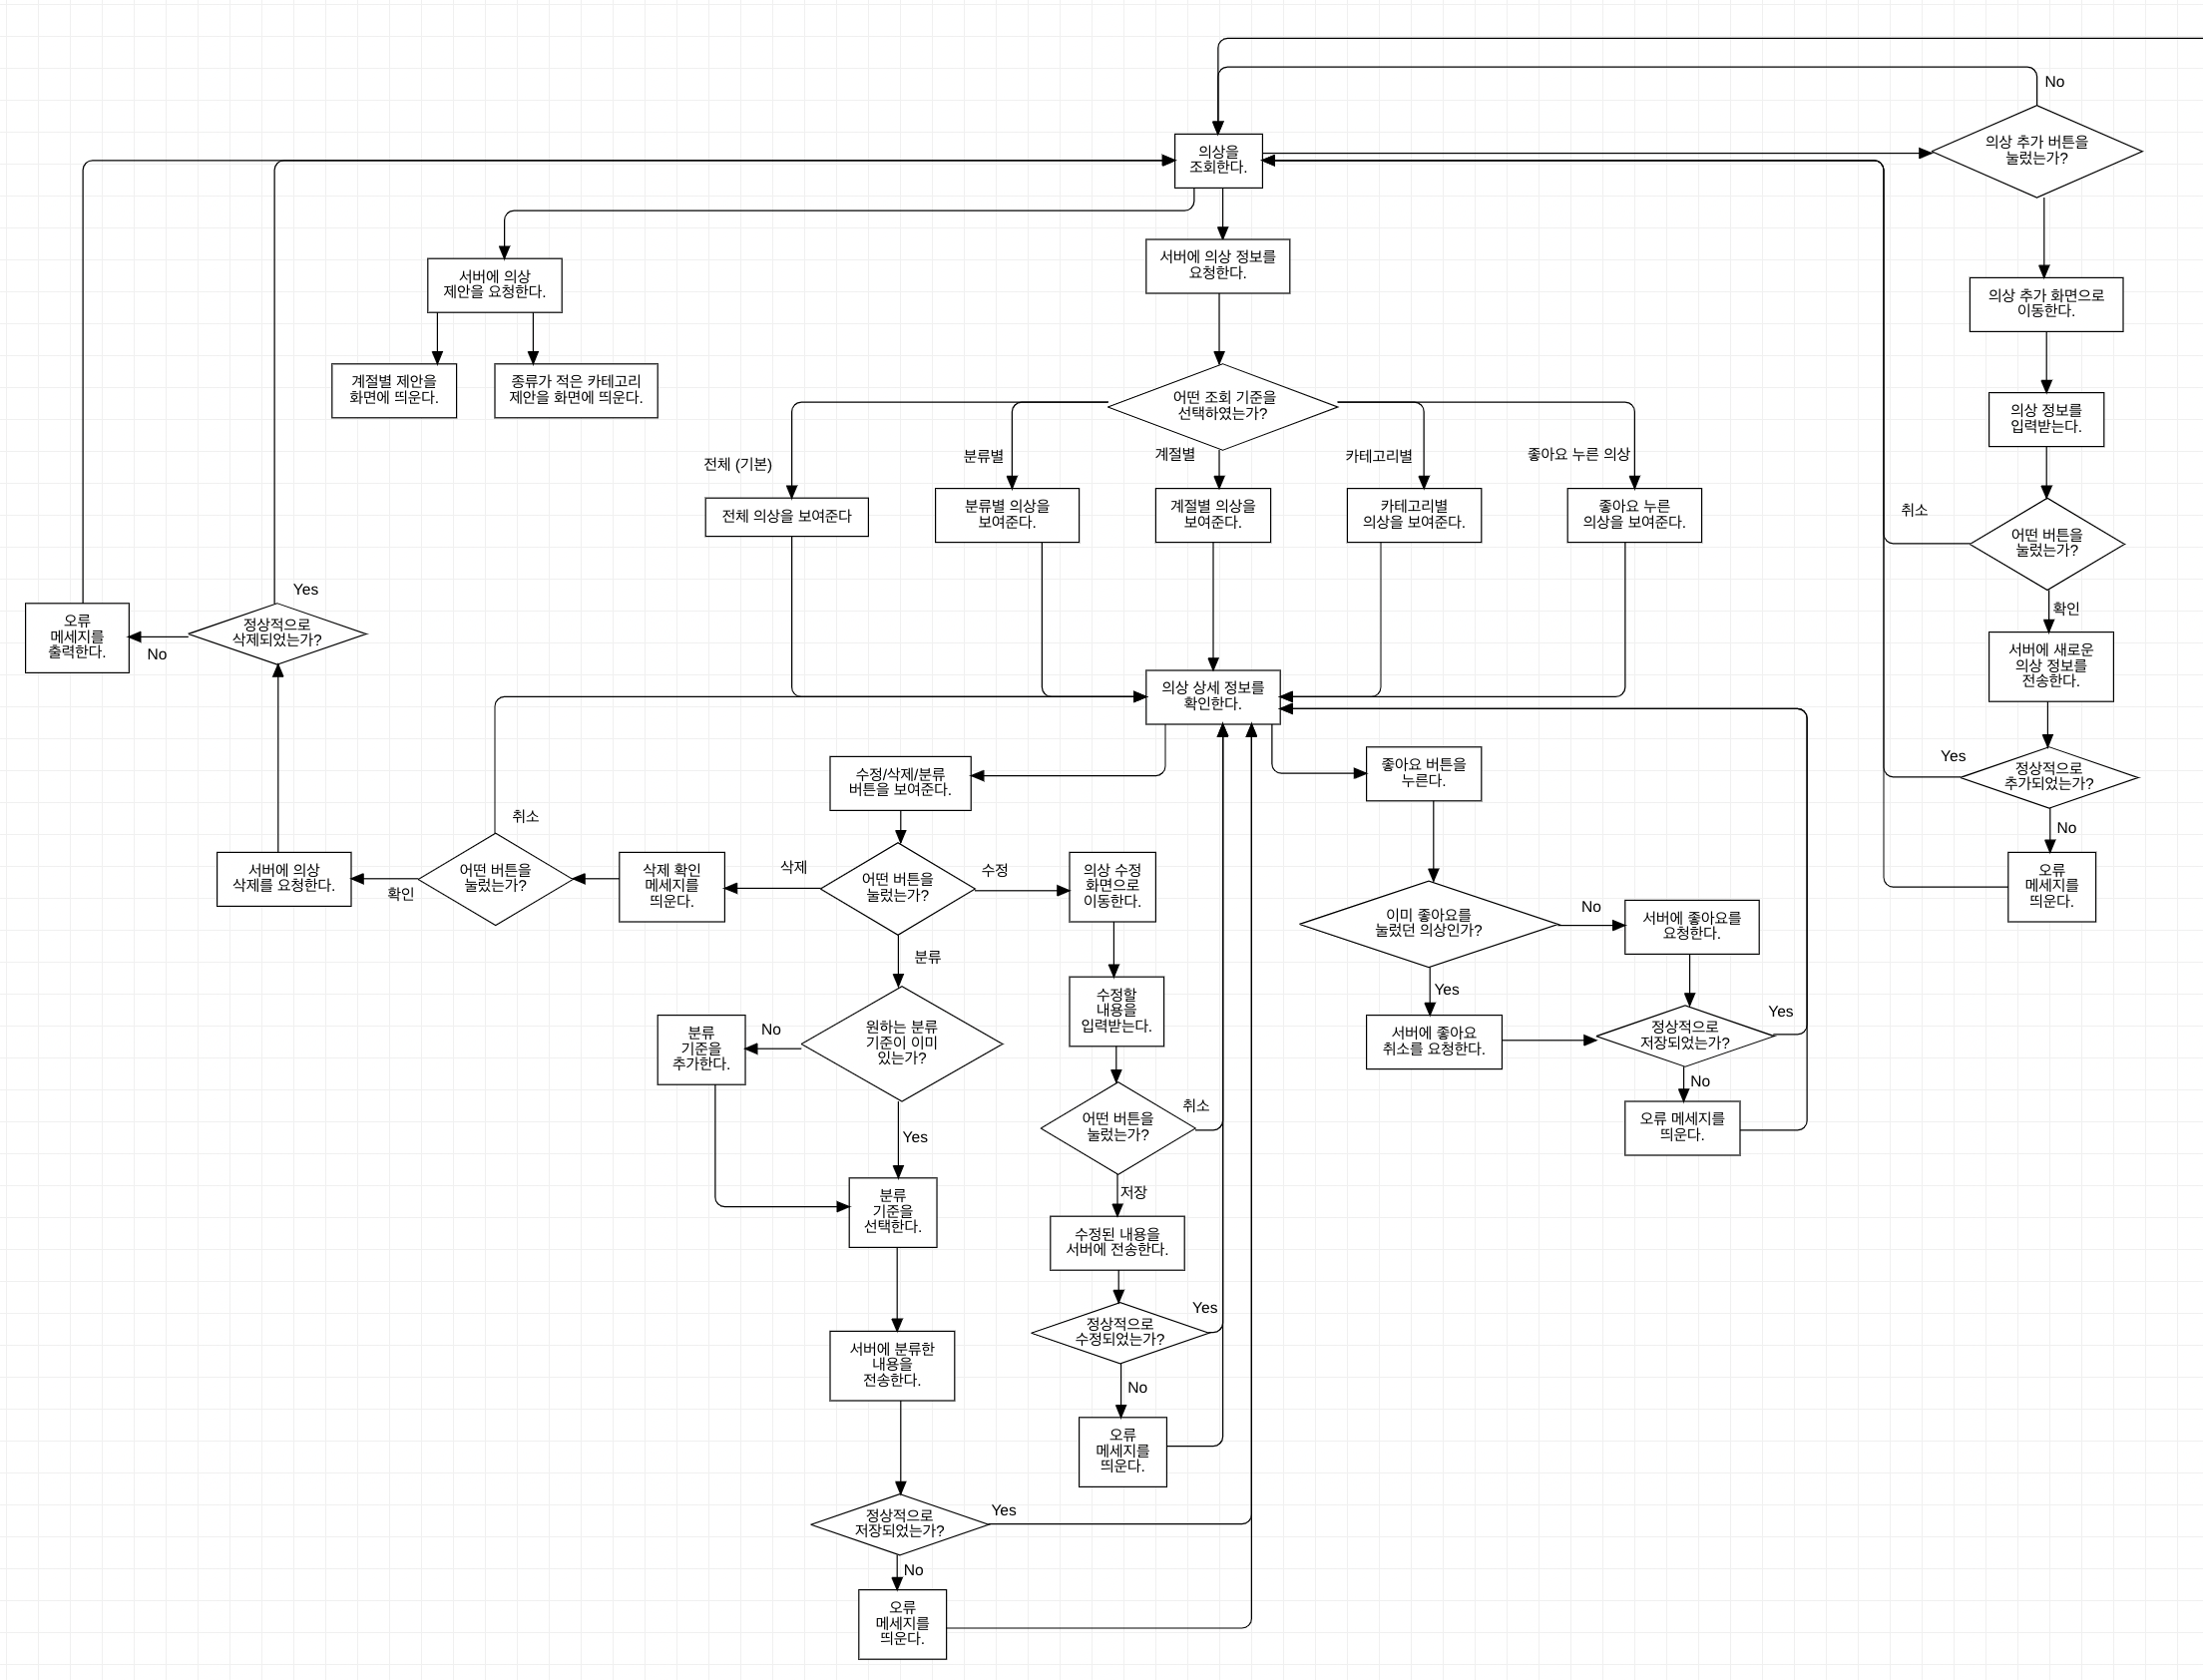 No
의상 추가 버튼을
눌렀는가?
의상을
조회한다.
서버에 의상 정보를
요청한다.
서버에 의상
제안을 요청한다.
의상 추가 화면으로
이동한다.
계절별 제안을
화면에 띄운다.
종류가 적은 카테고리
제안을 화면에 띄운다.
어떤 조회 기준을
선택하였는가?
의상 정보를
입력받는다.
전체 (기본)
분류별
계절별
카테고리별
좋아요 누른 의상
전체 의상을 보여준다
분류별 의상을
보여준다.
계절별 의상을
보여준다.
카테고리별
의상을 보여준다.
좋아요 누른
의상을 보여준다.
취소
어떤 버튼을
눌렀는가?
확인
Yes
오류
메세지를
출력한다.
No
정상적으로
삭제되었는가?
서버에 새로운
의상 정보를
전송한다.
의상 상세 정보를
확인한다.
Yes
정상적으로
추가되었는가?
No
오류
메세지를
띄운다.
수정/삭제/분류
버튼을 보여준다.
좋아요 버튼을
누른다.
취소
서버에 의상
삭제를 요청한다.
확인
어떤 버튼을
눌렀는가?
삭제 확인
메세지를
띄운다.
삭제
어떤 버튼을
눌렀는가?
수정
의상 수정
화면으로
이동한다.
분류
이미 좋아요를
눌렀던 의상인가?
No
서버에 좋아요를
요청한다.
Yes
수정할
내용을
입력받는다.
분류
기준을
추가한다.
No
원하는 분류
기준이 이미
있는가?
Yes
서버에 좋아요
취소를 요청한다.
정상적으로
저장되었는가?
Yes
No
오류 메세지를
띄운다.
어떤 버튼을
눌렀는가?
취소
저장
분류
기준을
선택한다.
수정된 내용을
서버에 전송한다.
정상적으로
수정되었는가?
Yes
No
서버에 분류한
내용을
전송한다.
오류
메세지를
띄운다.
정상적으로
저장되었는가?
Yes
No
오류
메세지를
띄운다.